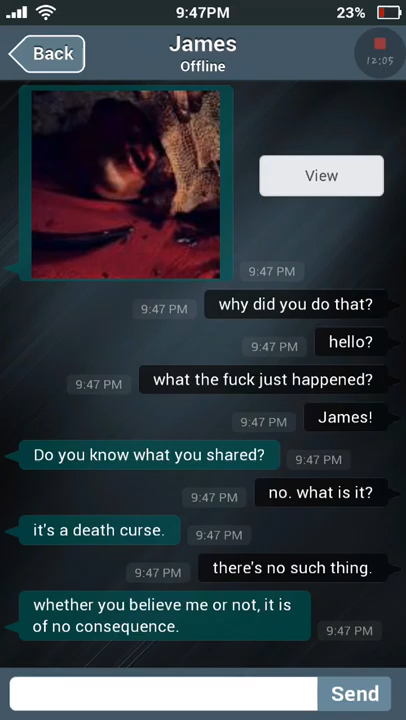 9:47PM
23%
Back
James
Offline
12:05
View
9:47 PM
why did you do that?
9:47 PM
hello?
9:47 PM
what the fuck just happened?
9:47 PM
James!
9:47 PM
Do you know what you shared?
9:47 PM
no. what is it?
9:47 PM
it's a death curse.
9:47 PM
there's no such thing.
9:47 PM
whether you believe me or not, it is
of no consequence.
9:47 PM
Send